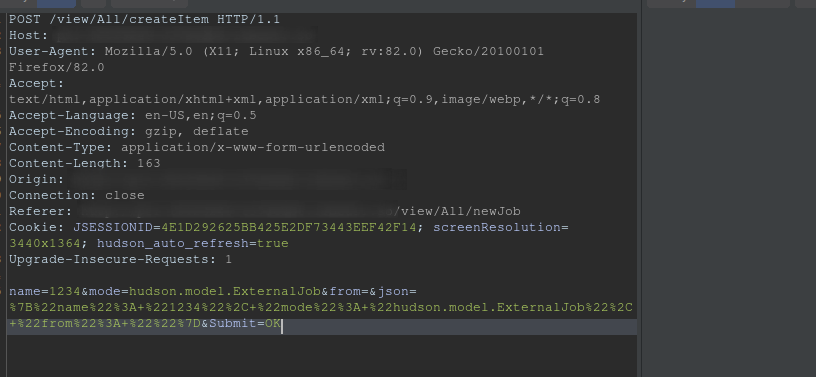 POST /view/All/createItem HTTP/1.1
Host:
User-Agent: Mozilla/5.0 (X11; Linux x86_64; rv:82.0) Gecko/20100101
Firefox/82.0
Accept:
text/html,application/xhtml+xml,application/xml;q=0.9,image/webp,*/*;q=0.8
Accept-Language: en-US,en;q=0.5
Accept-Encoding: gzip, deflate
Content-Type: application/x-www-form-urlencoded
Content-Length: 163
Origin:
Connection: close
Referer: /view/All/newJob
Cookie: JSESSIONID=4E1D292625BB425E2DF73443EEF42F14; screenResolution=
3440x1364; hudson_auto_refresh=true
Upgrade-Insecure-Requests: 1
name=1234&mode=hudson.model.ExternalJob&from=&json=
%7B%22name%22%3A+%221234%22%2C+%22mode%22%3A+%22hudson.model.ExternalJob%22%2C
+%22from%22%3A+%22%22%7D&Submit=OK